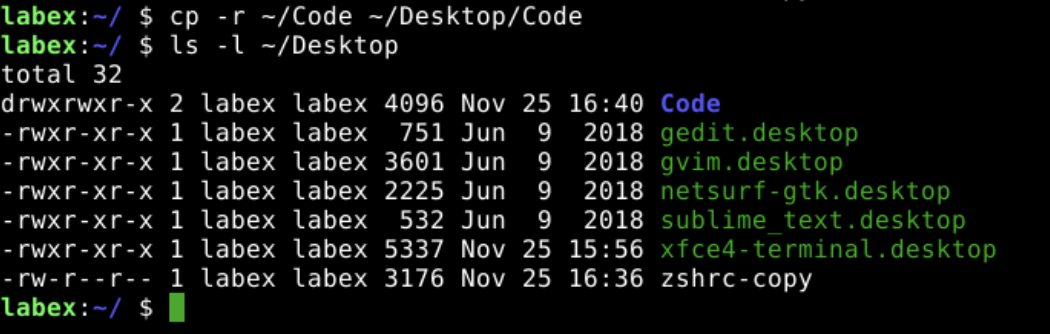 labex:~/ $ cp -r ~/Code ~/Desktop/Code
labex:~/ $ ls -l ~/Desktop
total 32
drwxrwxr-x 2 labex labex 4096 Nov 25 16:40 Code
-rwxr-xr-x 1 labex labex  751 Jun  9  2018 gedit.desktop
-rwxr-xr-x 1 labex labex 3601 Jun  9  2018 gvim.desktop
-rwxr-xr-x 1 labex labex 2225 Jun  9  2018 netsurf-gtk.desktop
-rwxr-xr-x 1 labex labex  532 Jun  9  2018 sublime_text.desktop
-rwxr-xr-x 1 labex labex 5337 Nov 25 15:56 xfce4-terminal.desktop
-rw-r--r-- 1 labex labex 3176 Nov 25 16:36 zshrc-copy
labex:~/ $